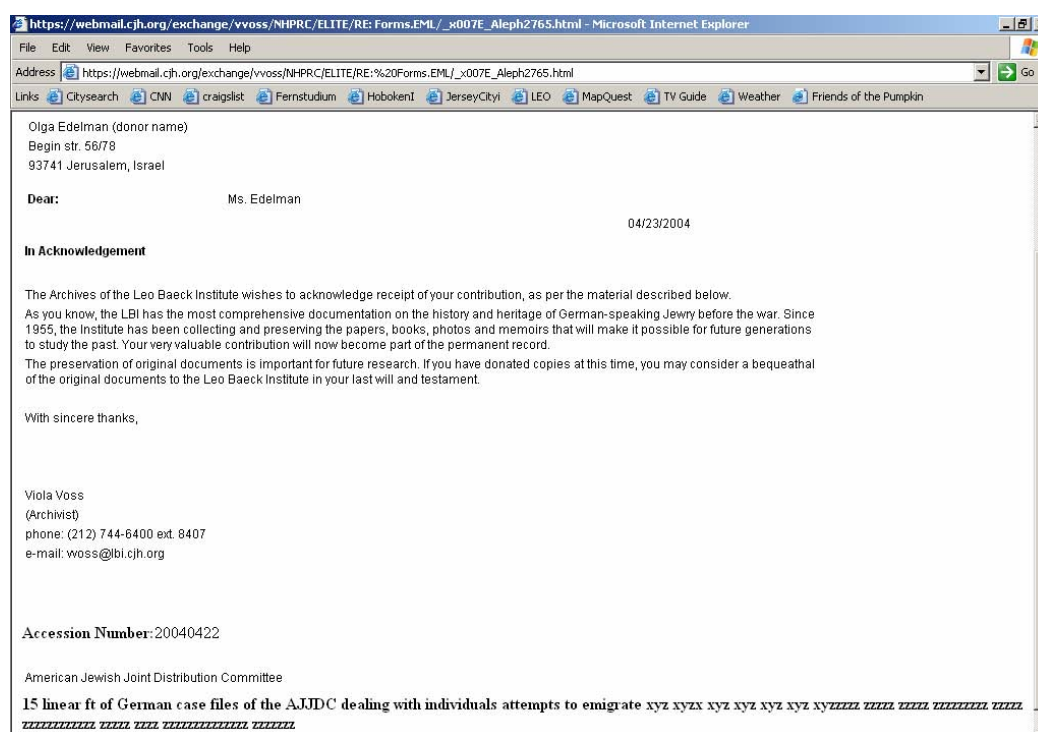 https://webmail.cjh.org/exchange/vvoss/NHPRC/ELITE/RE: Forms.EML/_x007E_Aleph2765.html - Microsoft Internet Explorer
File Edit View Favorites Tools Help
Address https://webmail.cjh.org/exchange/vvoss/NHPRC/ELITE/RE:%20Forms.EML/_x007E_Aleph2765.html Go
Links Citysearch CNN craigslist Fernstudium HobokenI JerseyCityi LEO MapQuest TV Guide Weather Friends of the Pumpkin
Olga Edelman (donor name)
Begin str. 56/78
93741 Jerusalem, Israel
Dear: Ms. Edelman
04/23/2004
In Acknowledgement
The Archives of the Leo Baeck Institute wishes to acknowledge receipt of your contribution, as per the material described below.
As you know, the LBI has the most comprehensive documentation on the history and heritage of German-speaking Jewry before the war. Since
1955, the Institute has been collecting and preserving the papers, books, photos and memoirs that will make it possible for future generations
to study the past. Your very valuable contribution will now become part of the permanent record.
The preservation of original documents is important for future research. If you have donated copies at this time, you may consider a bequeathal
of the original documents to the Leo Baeck Institute in your last will and testament.
With sincere thanks,
Viola Voss
(Archivist)
phone: (212) 744-6400 ext. 8407
e-mail: vvoss@lbi.cjh.org
Accession Number:20040422
American Jewish Joint Distribution Committee
15 linear ft of German case files of the AJJDC dealing with individuals attempts to emigrate xyz xyzx xyz xyz xyz xyz xyzzzzz zzzzz zzzzz zzzzzzzzz zzzzz
zzzzzzzzzzzz zzzzz zzzz zzzzzzzzzzzzzz zzzzzzz